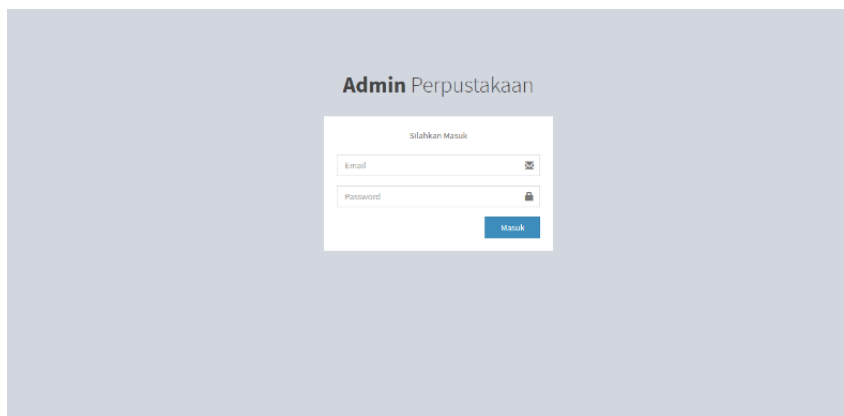 Admin Perpustakaan
Silahkan Masuk
Email
Password
Masuk